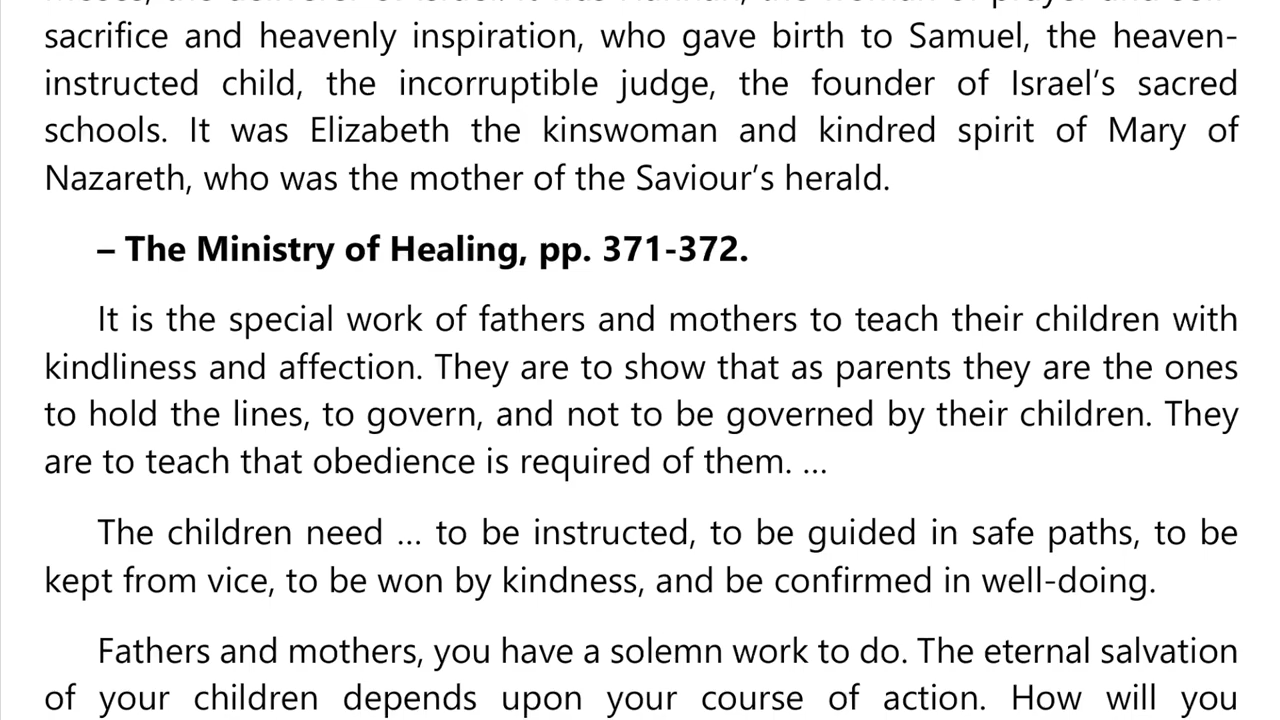 sacrifice and heavenly inspiration, who gave birth to Samuel, the heaven-
instructed child, the incorruptible judge, the founder of Israel’s sacred
schools. It was Elizabeth the kinswoman and kindred spirit of Mary of
Nazareth, who was the mother of the Saviour’s herald.
– The Ministry of Healing, pp. 371-372.
It is the special work of fathers and mothers to teach their children with
kindliness and affection. They are to show that as parents they are the ones
to hold the lines, to govern, and not to be governed by their children. They
are to teach that obedience is required of them. ...
The children need ... to be instructed, to be guided in safe paths, to be
kept from vice, to be won by kindness, and be confirmed in well-doing.
Fathers and mothers, you have a solemn work to do. The eternal salvation
of your children depends upon your course of action. How will you